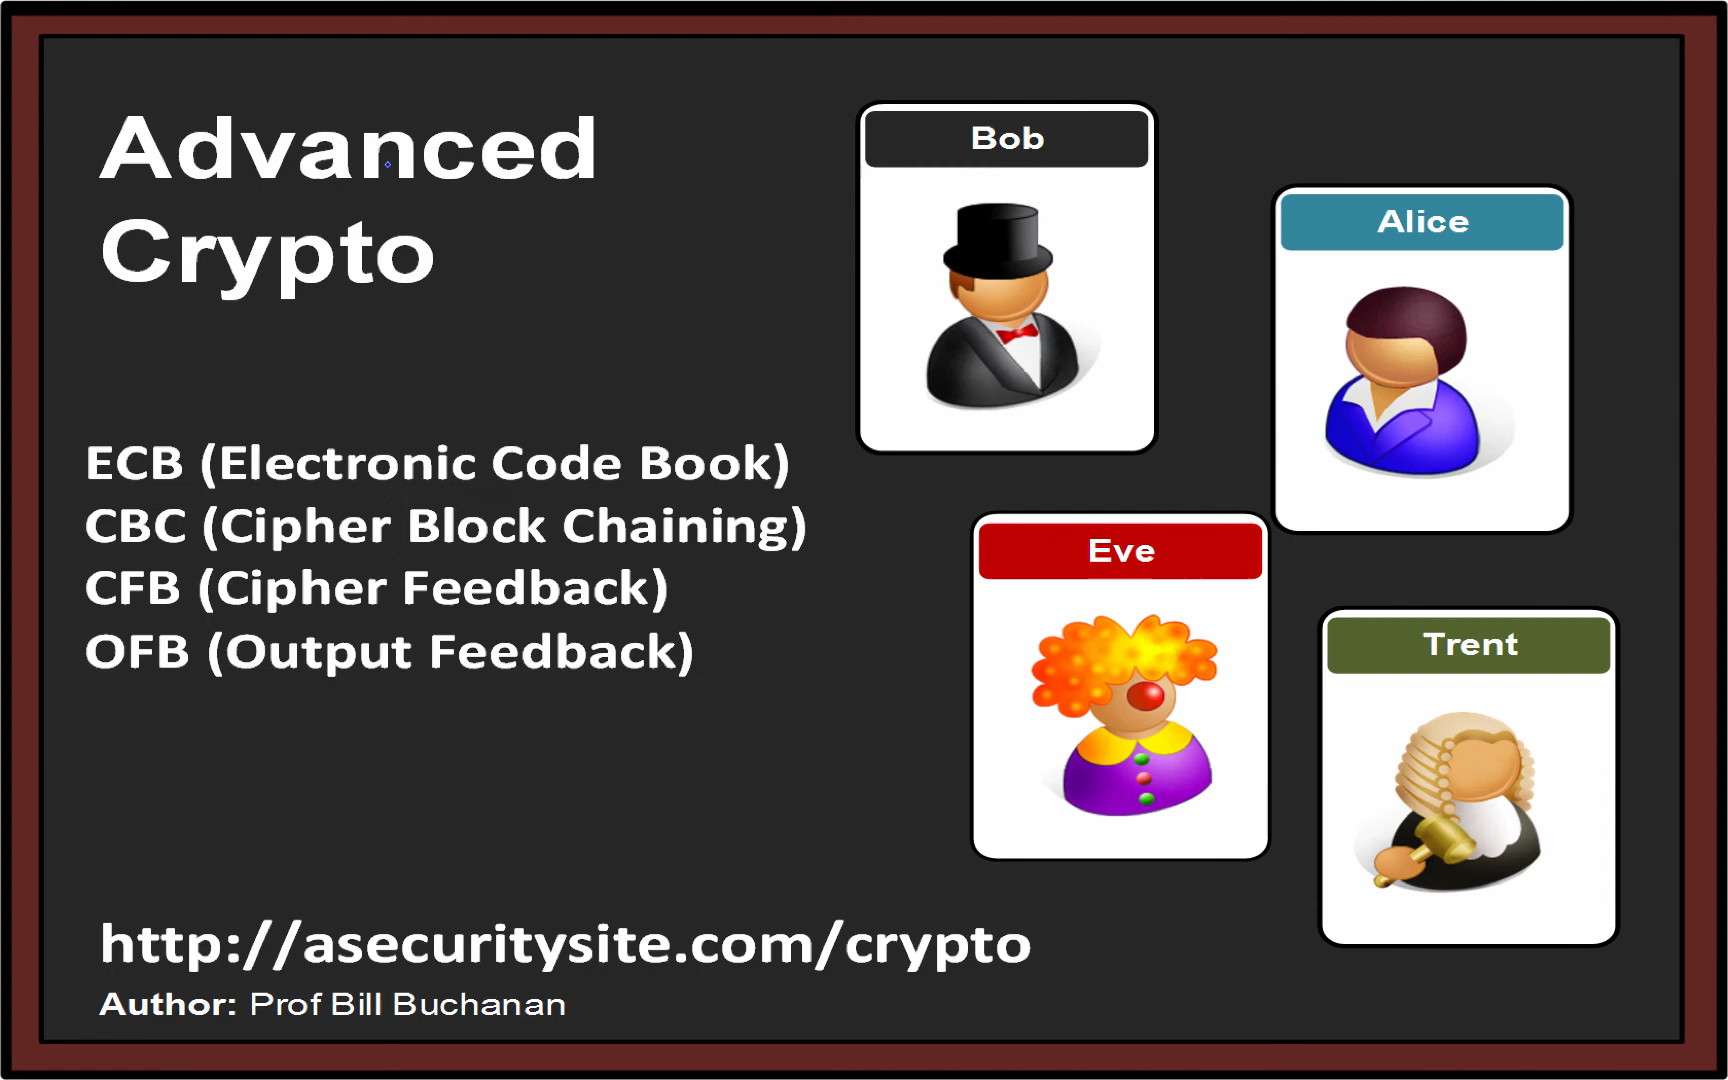 Advanced
Crypto
ECB (Electronic Code Book)
CBC (Cipher Block Chaining)
CFB (Cipher Feedback)
OFB (Output Feedback)
http://asecuritysite.com/crypto
Author: Prof Bill Buchanan
Bob
Alice
Eve
Trent